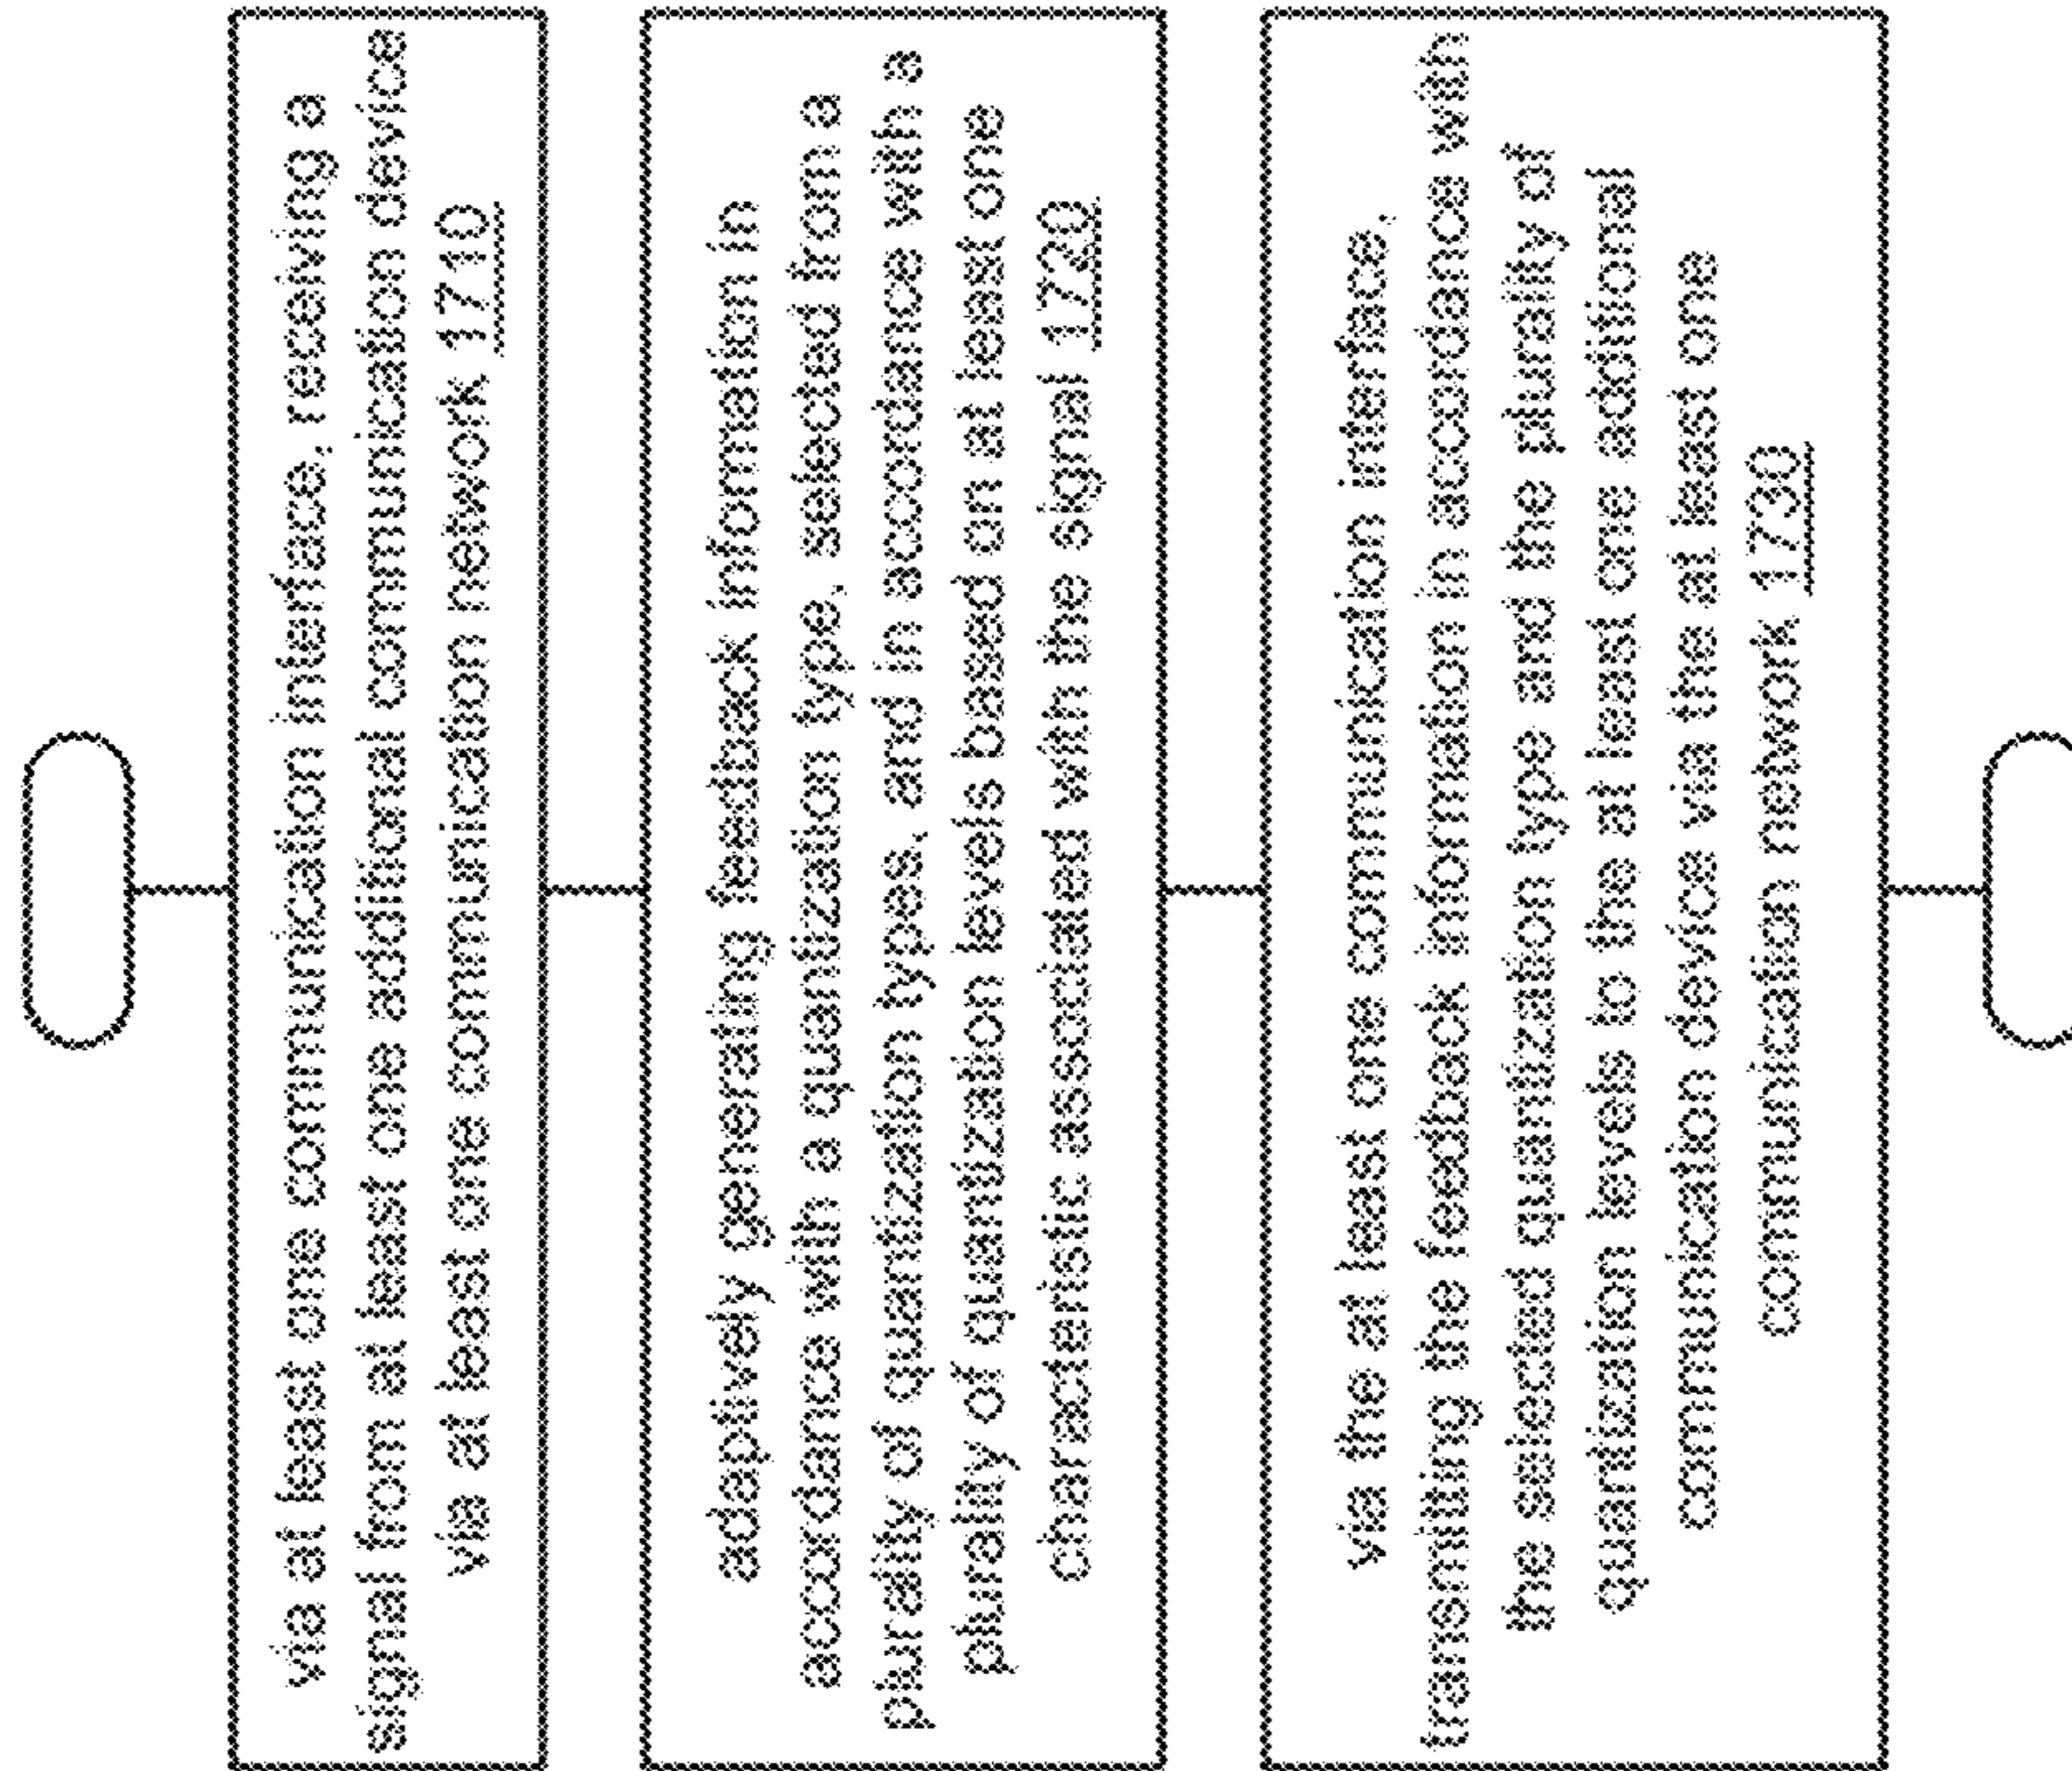 via at least one communication interface, receiving a
signal from at least one additional communication device
via at least one communication network 1710
adaptively generating feedback information in
accordance with a quantization type, selected from a
plurality of quantization types, and in accordance with a
plurality of quantization levels based on at least one
characteristic associated with the signal 1720
via the at least one communication interface,
transmitting the feedback information in accordance with
the selected quantization type and the plurality of
quantization levels to the at least one additional
communication device via the at least one
communication network 1730